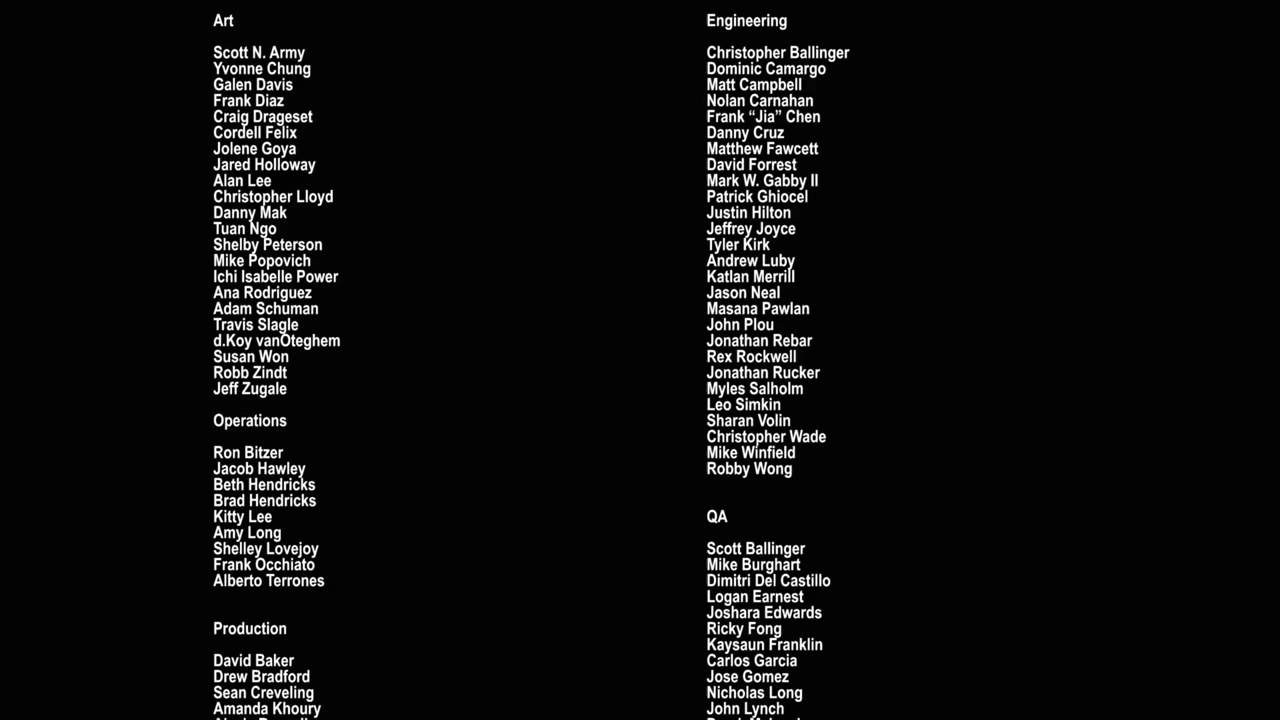 Art
Scott N. Army
Yvonne Chung
Galen Davis
Frank Diaz
Craig Drageset
Cordell Felix
Jolene Goya
Jared Holloway
Alan Lee
Christopher Lloyd
Danny Mak
Tuan Ngo
Shelby Peterson
Mike Popovich
Ichi Isabelle Power
Ana Rodriguez
Adam Schuman
Travis Slagle
d.Koy vanOteghem
Susan Won
Robb Zindt
Jeff Zugale
Operations
Ron Bitzer
Jacob Hawley
Beth Hendricks
Brad Hendricks
Kitty Lee
Amy Long
Shelley Lovejoy
Frank Occhiato
Alberto Terrones
Production
David Baker
Drew Bradford
Sean Creveling
Amanda Khoury
Engineering
Christopher Ballinger
Dominic Camargo
Matt Campbell
Nolan Carnahan
Frank “Jia” Chen
Danny Cruz
Matthew Fawcett
David Forrest
Mark W. Gabby II
Patrick Ghiocel
Justin Hilton
Jeffrey Joyce
Tyler Kirk
Andrew Luby
Katlan Merrill
Jason Neal
Masana Pawlan
John Plou
Jonathan Rebar
Rex Rockwell
Jonathan Rucker
Myles Salholm
Leo Simkin
Sharan Volin
Christopher Wade
Mike Winfield
Robby Wong
QA
Scott Ballinger
Mike Burghart
Dimitri Del Castillo
Logan Earnest
Joshara Edwards
Ricky Fong
Kaysaun Franklin
Carlos Garcia
Jose Gomez
Nicholas Long
John Lynch